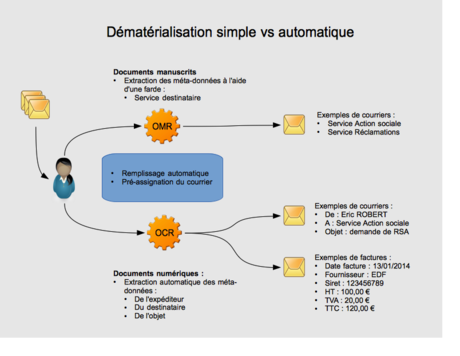 Dématérialisation simple vs automatique
Documents manuscrits
• Extraction des méta-données à l'aide
d'une farde :
• Service destinataire
OMR
Exemples de courriers :
• Service Action sociale
• Service Réclamations
• Remplissage automatique
• Pré-assignation du courrier
Exemples de courriers :
• De : Eric ROBERT
• A : Service Action sociale
• Objet : demande de RSA
OCR
Documents numériques :
• Extraction automatique des méta-
données :
• De l'expéditeur
• Du destinataire
• De l'objet
Exemples de factures :
• Date facture : 13/01/2014
• Fournisseur : EDF
• Siret : 123456789
• HT : 100,00 €
• TVA : 20,00 €
• TTC : 120,00 €